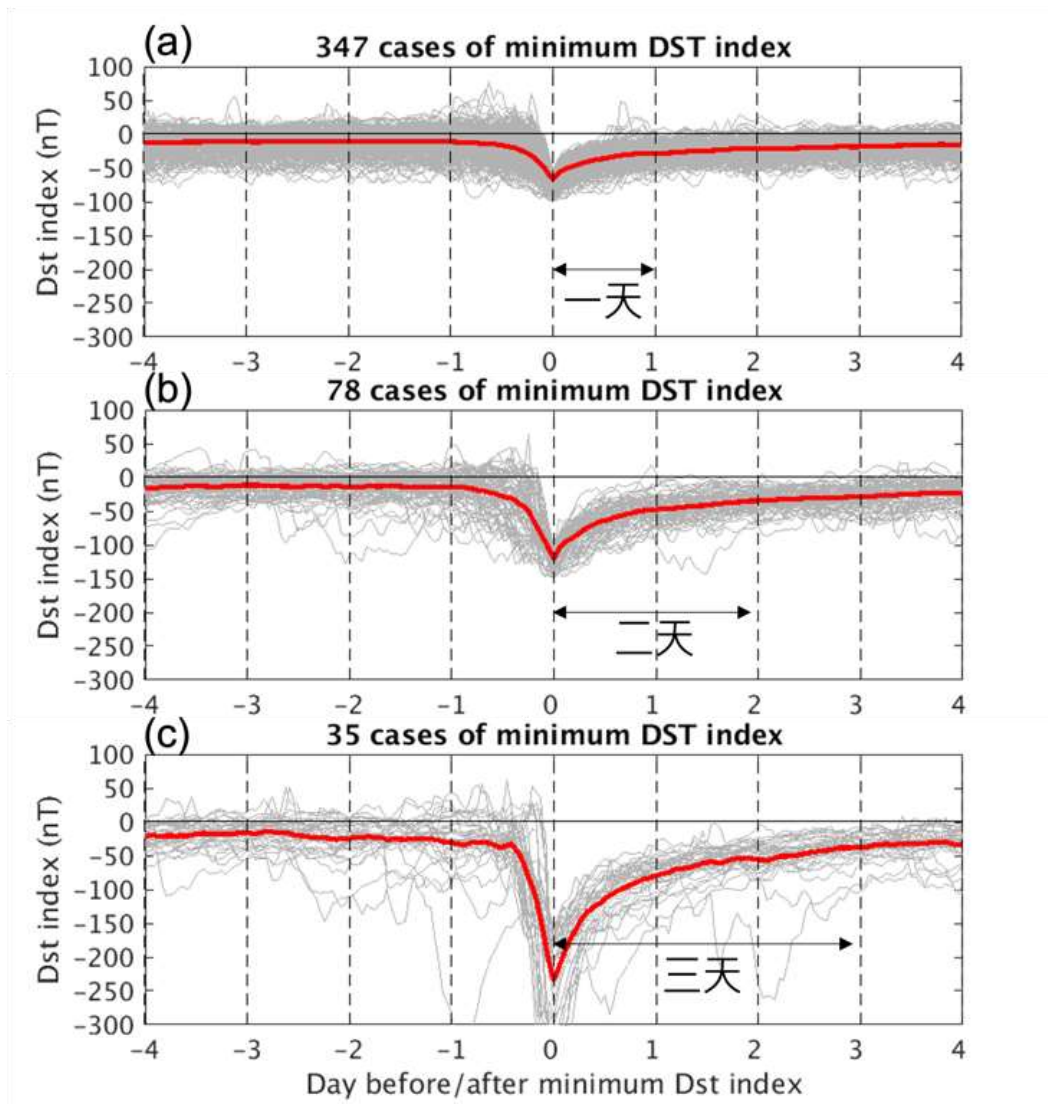 (a)
347 cases of minimum DST index
Dst index (nT)
100
50
0
-50
-100
-150
-200
-250
-300
一天
-4 -3 -2 -1 0 1 2 3 4
(b)
78 cases of minimum DST index
Dst index (nT)
100
50
0
-50
-100
-150
-200
-250
-300
二天
-4 -3 -2 -1 0 1 2 3 4
(c)
35 cases of minimum DST index
Dst index (nT)
100
50
0
-50
-100
-150
-200
-250
-300
三天
-4 -3 -2 -1 0 1 2 3 4
Day before/after minimum Dst index